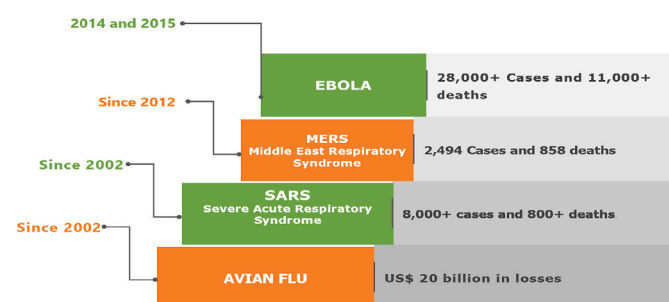 2014 and 2015
EBOLA
28,000+ Cases and 11,000+
deaths
Since 2012
MERS
Middle East Respiratory
Syndrome
2,494 Cases and 858 deaths
Since 2002
SARS
Severe Acute Respiratory
Syndrome
8,000+ cases and 800+ deaths.
Since 2002
AVIAN FLU
US$ 20 billion in losses